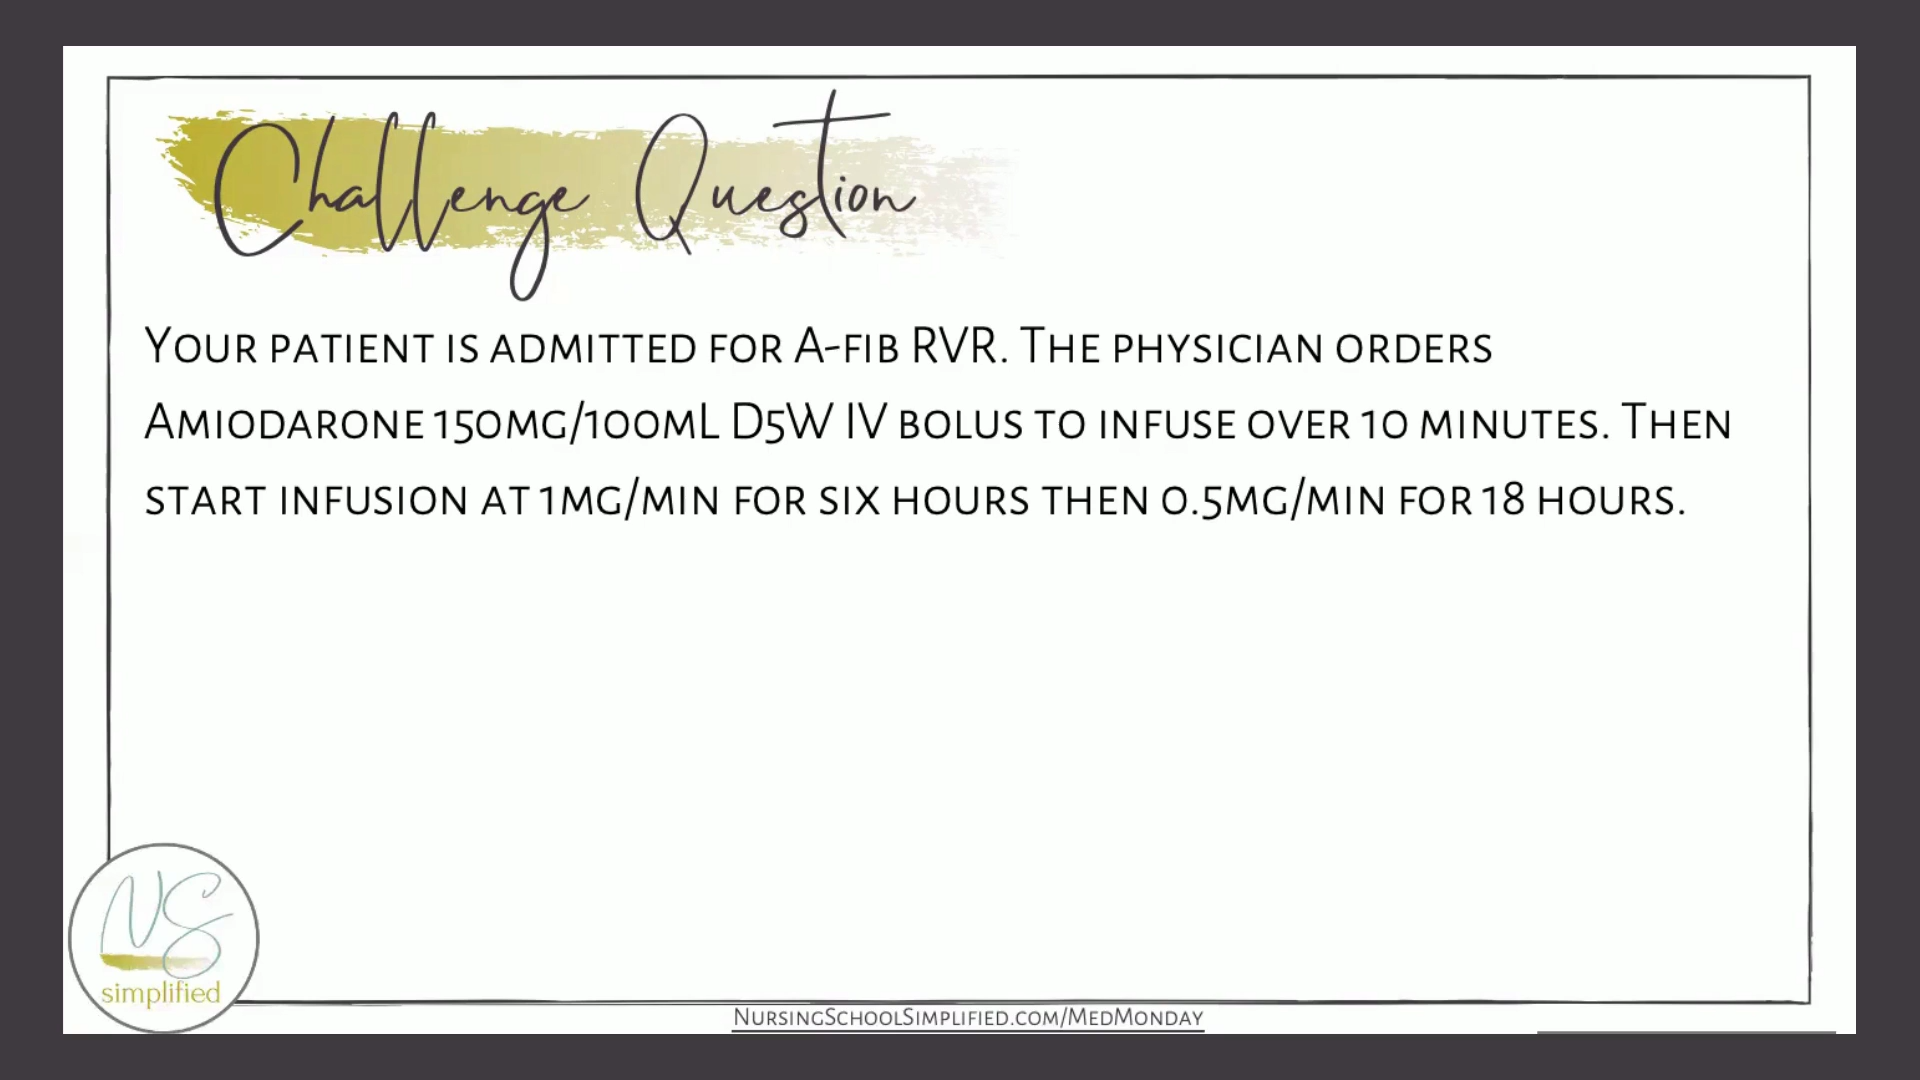 Challenge Question
Your patient is admitted for A-fib RVR. The physician orders
Amiodarone 150mg/100mL D5W IV bolus to infuse over 10 minutes. Then
start infusion at 1mg/min for six hours then 0.5mg/min for 18 hours.
NS
simplified
NursingSchoolSimplified.com/MedMonday